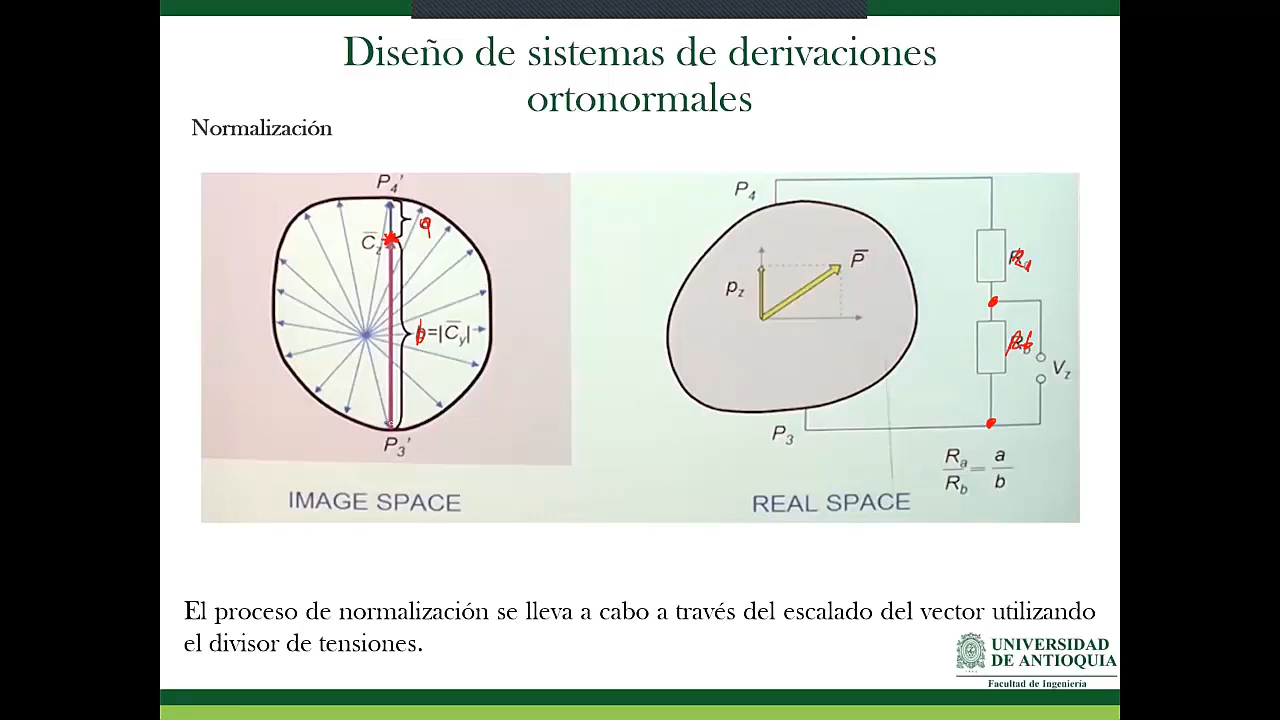 Diseño de sistemas de derivaciones
ortonormales
Normalización
P4'
a
C̅z
b=|C̅y|
P3'
IMAGE SPACE
P4
P̅
pz
Ra
Rb
Vz
P3
Ra/Rb = a/b
REAL SPACE
El proceso de normalización se lleva a cabo a través del escalado del vector utilizando
el divisor de tensiones.
UNIVERSIDAD
DE ANTIOQUIA
Facultad de Ingeniería